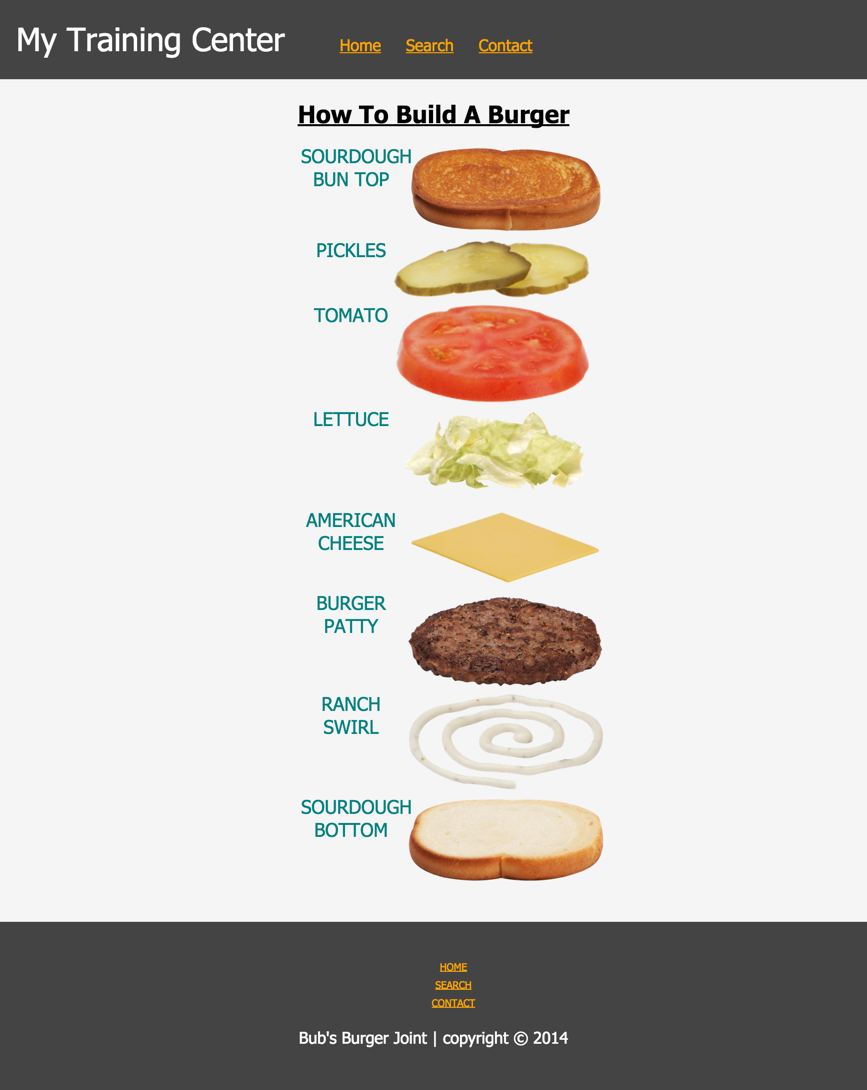 My Training Center
Home Search Contact
How To Build A Burger
SOURDOUGH
BUN TOP
PICKLES
TOMATO
LETTUCE
AMERICAN
CHEESE
BURGER
PATTY
RANCH
SWIRL
SOURDOUGH
BOTTOM
HOME
SEARCH
CONTACT
Bub's Burger Joint | copyright © 2014